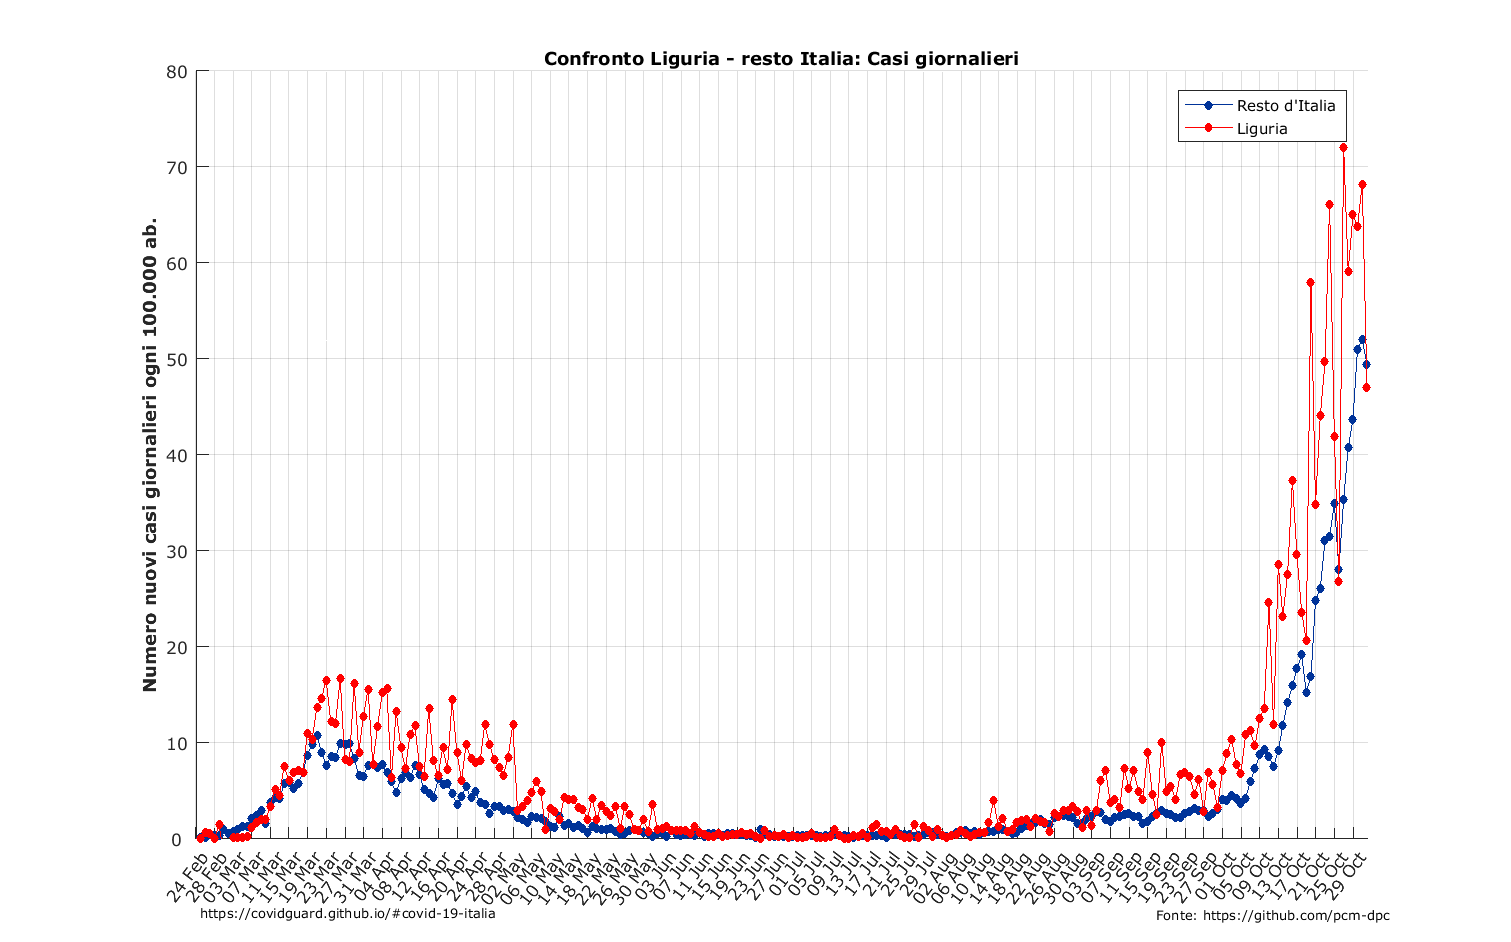 Confronto Liguria - resto Italia: Casi giornalieri
Resto d'Italia
Liguria
Numero nuovi casi giornalieri ogni 100.000 ab.
80
70
60
50
40
30
20
10
0
24 Feb
28 Feb
03 Mar
07 Mar
11 Mar
15 Mar
19 Mar
23 Mar
27 Mar
31 Mar
04 Apr
08 Apr
12 Apr
16 Apr
20 Apr
24 Apr
28 Apr
02 May
06 May
10 May
14 May
18 May
22 May
26 May
30 May
03 Jun
07 Jun
11 Jun
15 Jun
19 Jun
23 Jun
27 Jun
01 Jul
05 Jul
09 Jul
13 Jul
17 Jul
21 Jul
25 Jul
29 Jul
02 Aug
06 Aug
10 Aug
14 Aug
18 Aug
22 Aug
26 Aug
30 Aug
03 Sep
07 Sep
11 Sep
15 Sep
19 Sep
23 Sep
27 Sep
01 Oct
05 Oct
09 Oct
13 Oct
17 Oct
21 Oct
25 Oct
29 Oct
https://covidguard.github.io/#covid-19-italia
Fonte: https://github.com/pcm-dpc